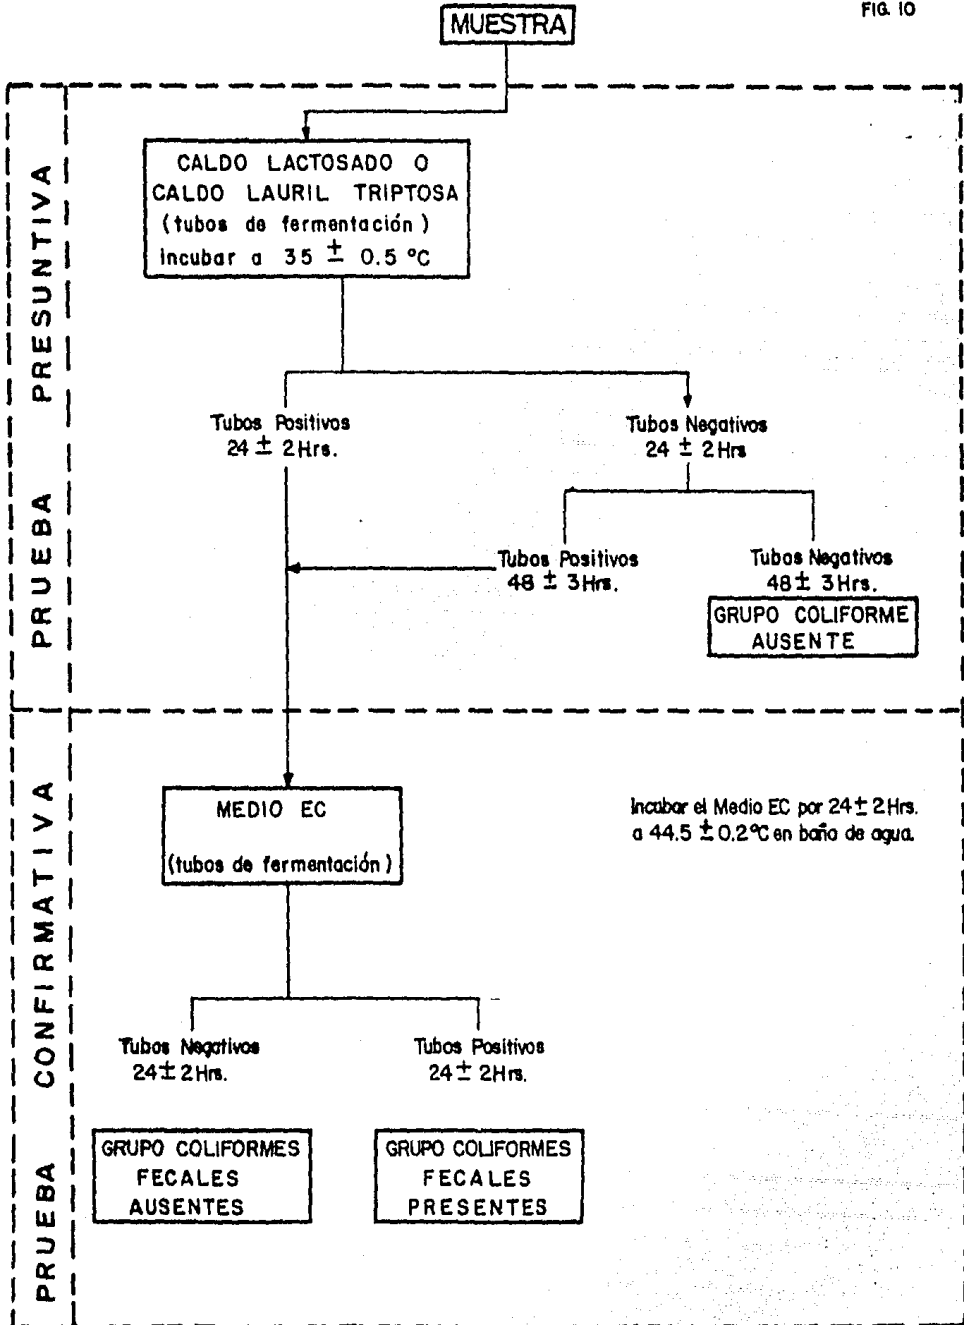 FIG. 10
MUESTRA
PRUEBA PRESUNTIVA
CALDO LACTOSADO O
CALDO LAURIL TRIPTOSA
(tubos de fermentación)
Incubar a 35 ± 0.5 °C
Tubos Positivos
24 ± 2 Hrs.
Tubos Negativos
24 ± 2 Hrs
Tubos Positivos
48 ± 3 Hrs.
Tubos Negativos
48 ± 3 Hrs.
GRUPO COLIFORME
AUSENTE
PRUEBA CONFIRMATIVA
MEDIO EC
(tubos de fermentación)
Incubar el Medio EC por 24 ± 2 Hrs.
a 44.5 ± 0.2 °C en baño de agua.
Tubos Negativos
24 ± 2 Hrs.
Tubos Positivos
24 ± 2 Hrs.
GRUPO COLIFORMES
FECALES
AUSENTES
GRUPO COLIFORMES
FECALES
PRESENTES